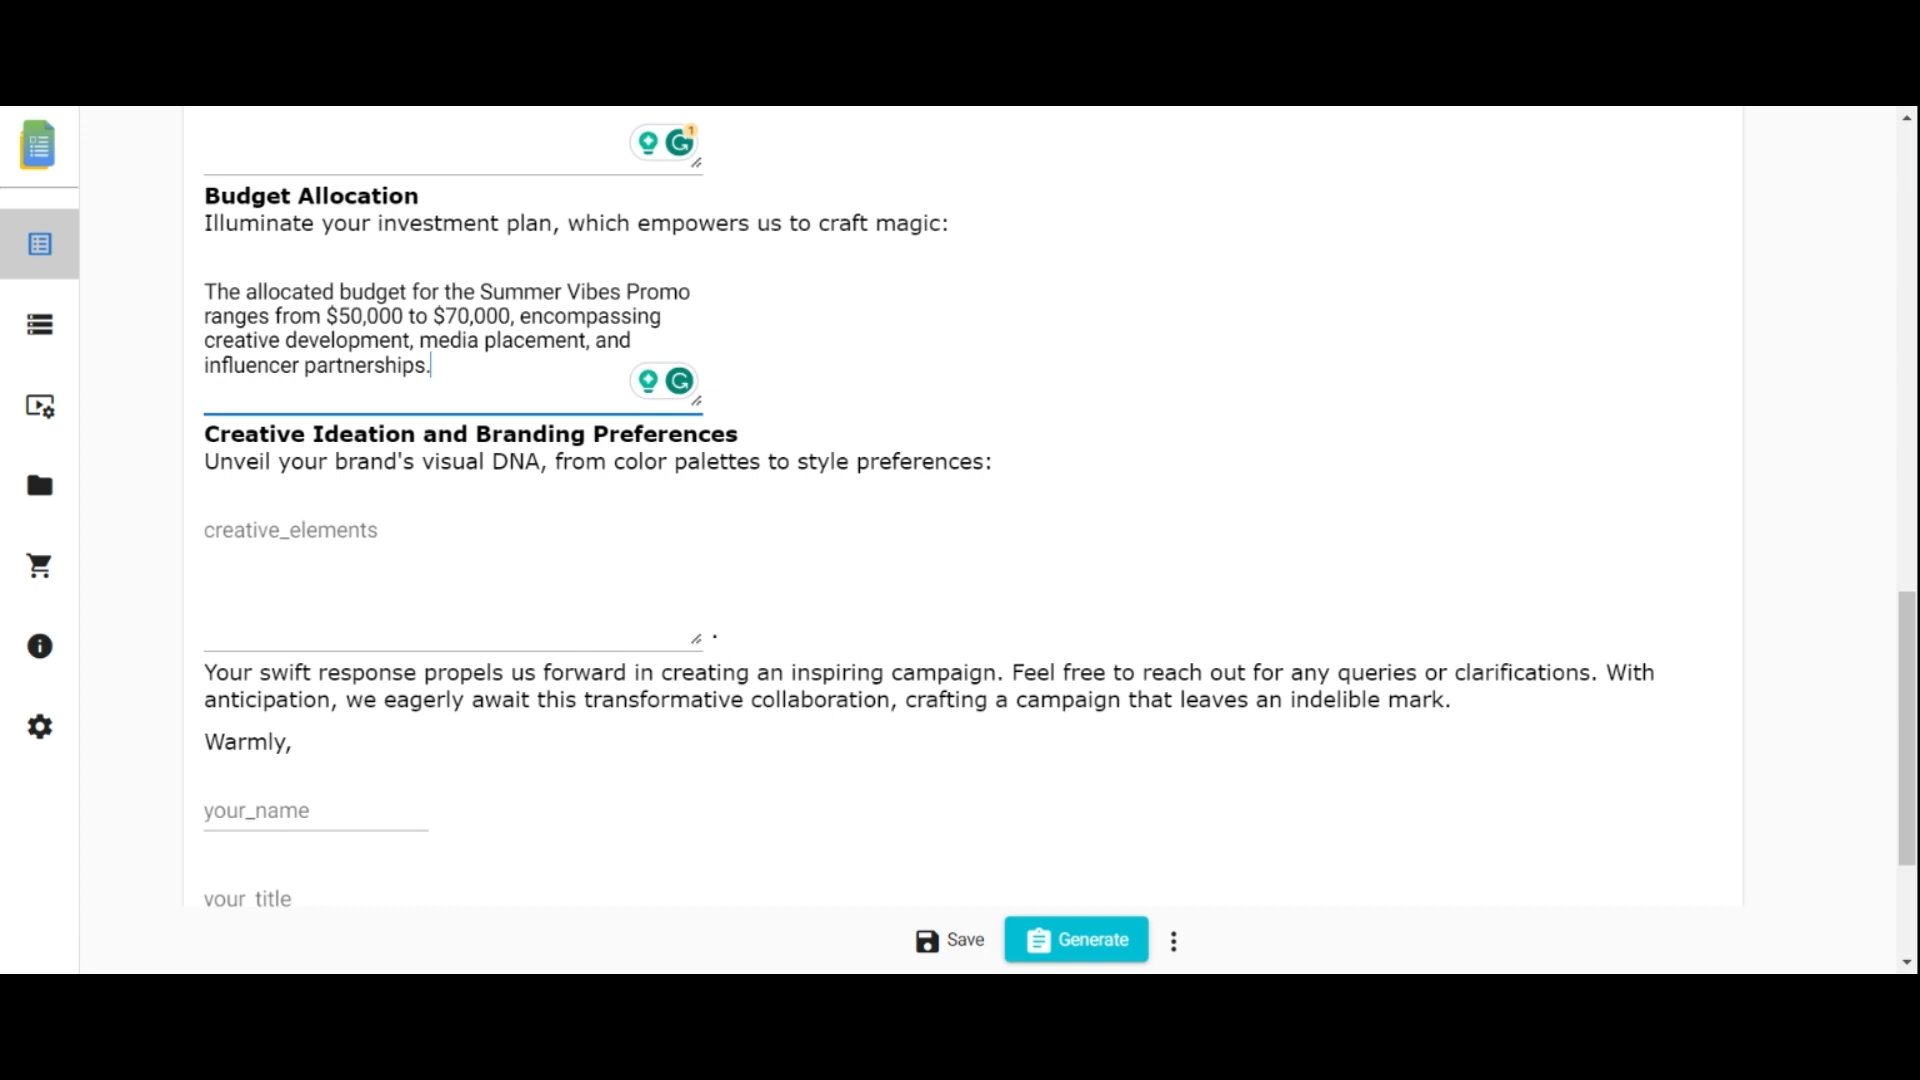 1
Budget Allocation
Illuminate your investment plan, which empowers us to craft magic:
The allocated budget for the Summer Vibes Promo
ranges from $50,000 to $70,000, encompassing
creative development, media placement, and
influencer partnerships.
Creative Ideation and Branding Preferences
Unveil your brand's visual DNA, from color palettes to style preferences:
creative_elements
.
Your swift response propels us forward in creating an inspiring campaign. Feel free to reach out for any queries or clarifications. With
anticipation, we eagerly await this transformative collaboration, crafting a campaign that leaves an indelible mark.
Warmly,
your_name
your_title
Save Generate